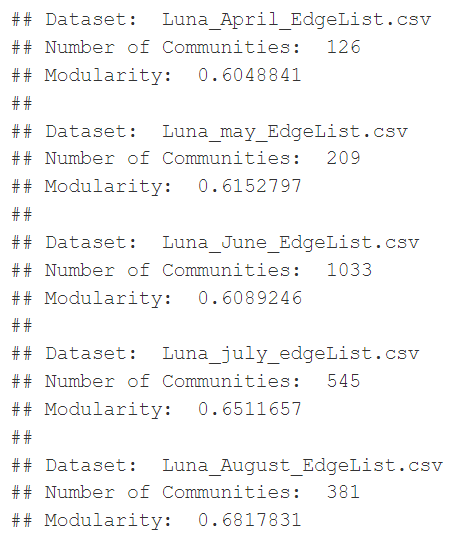 ## Dataset:  Luna_April_EdgeList.csv
## Number of Communities:  126
## Modularity:  0.6048841
##
## Dataset:  Luna_may_EdgeList.csv
## Number of Communities:  209
## Modularity:  0.6152797
##
## Dataset:  Luna_June_EdgeList.csv
## Number of Communities:  1033
## Modularity:  0.6089246
##
## Dataset:  Luna_july_edgeList.csv
## Number of Communities:  545
## Modularity:  0.6511657
##
## Dataset:  Luna_August_EdgeList.csv
## Number of Communities:  381
## Modularity:  0.6817831